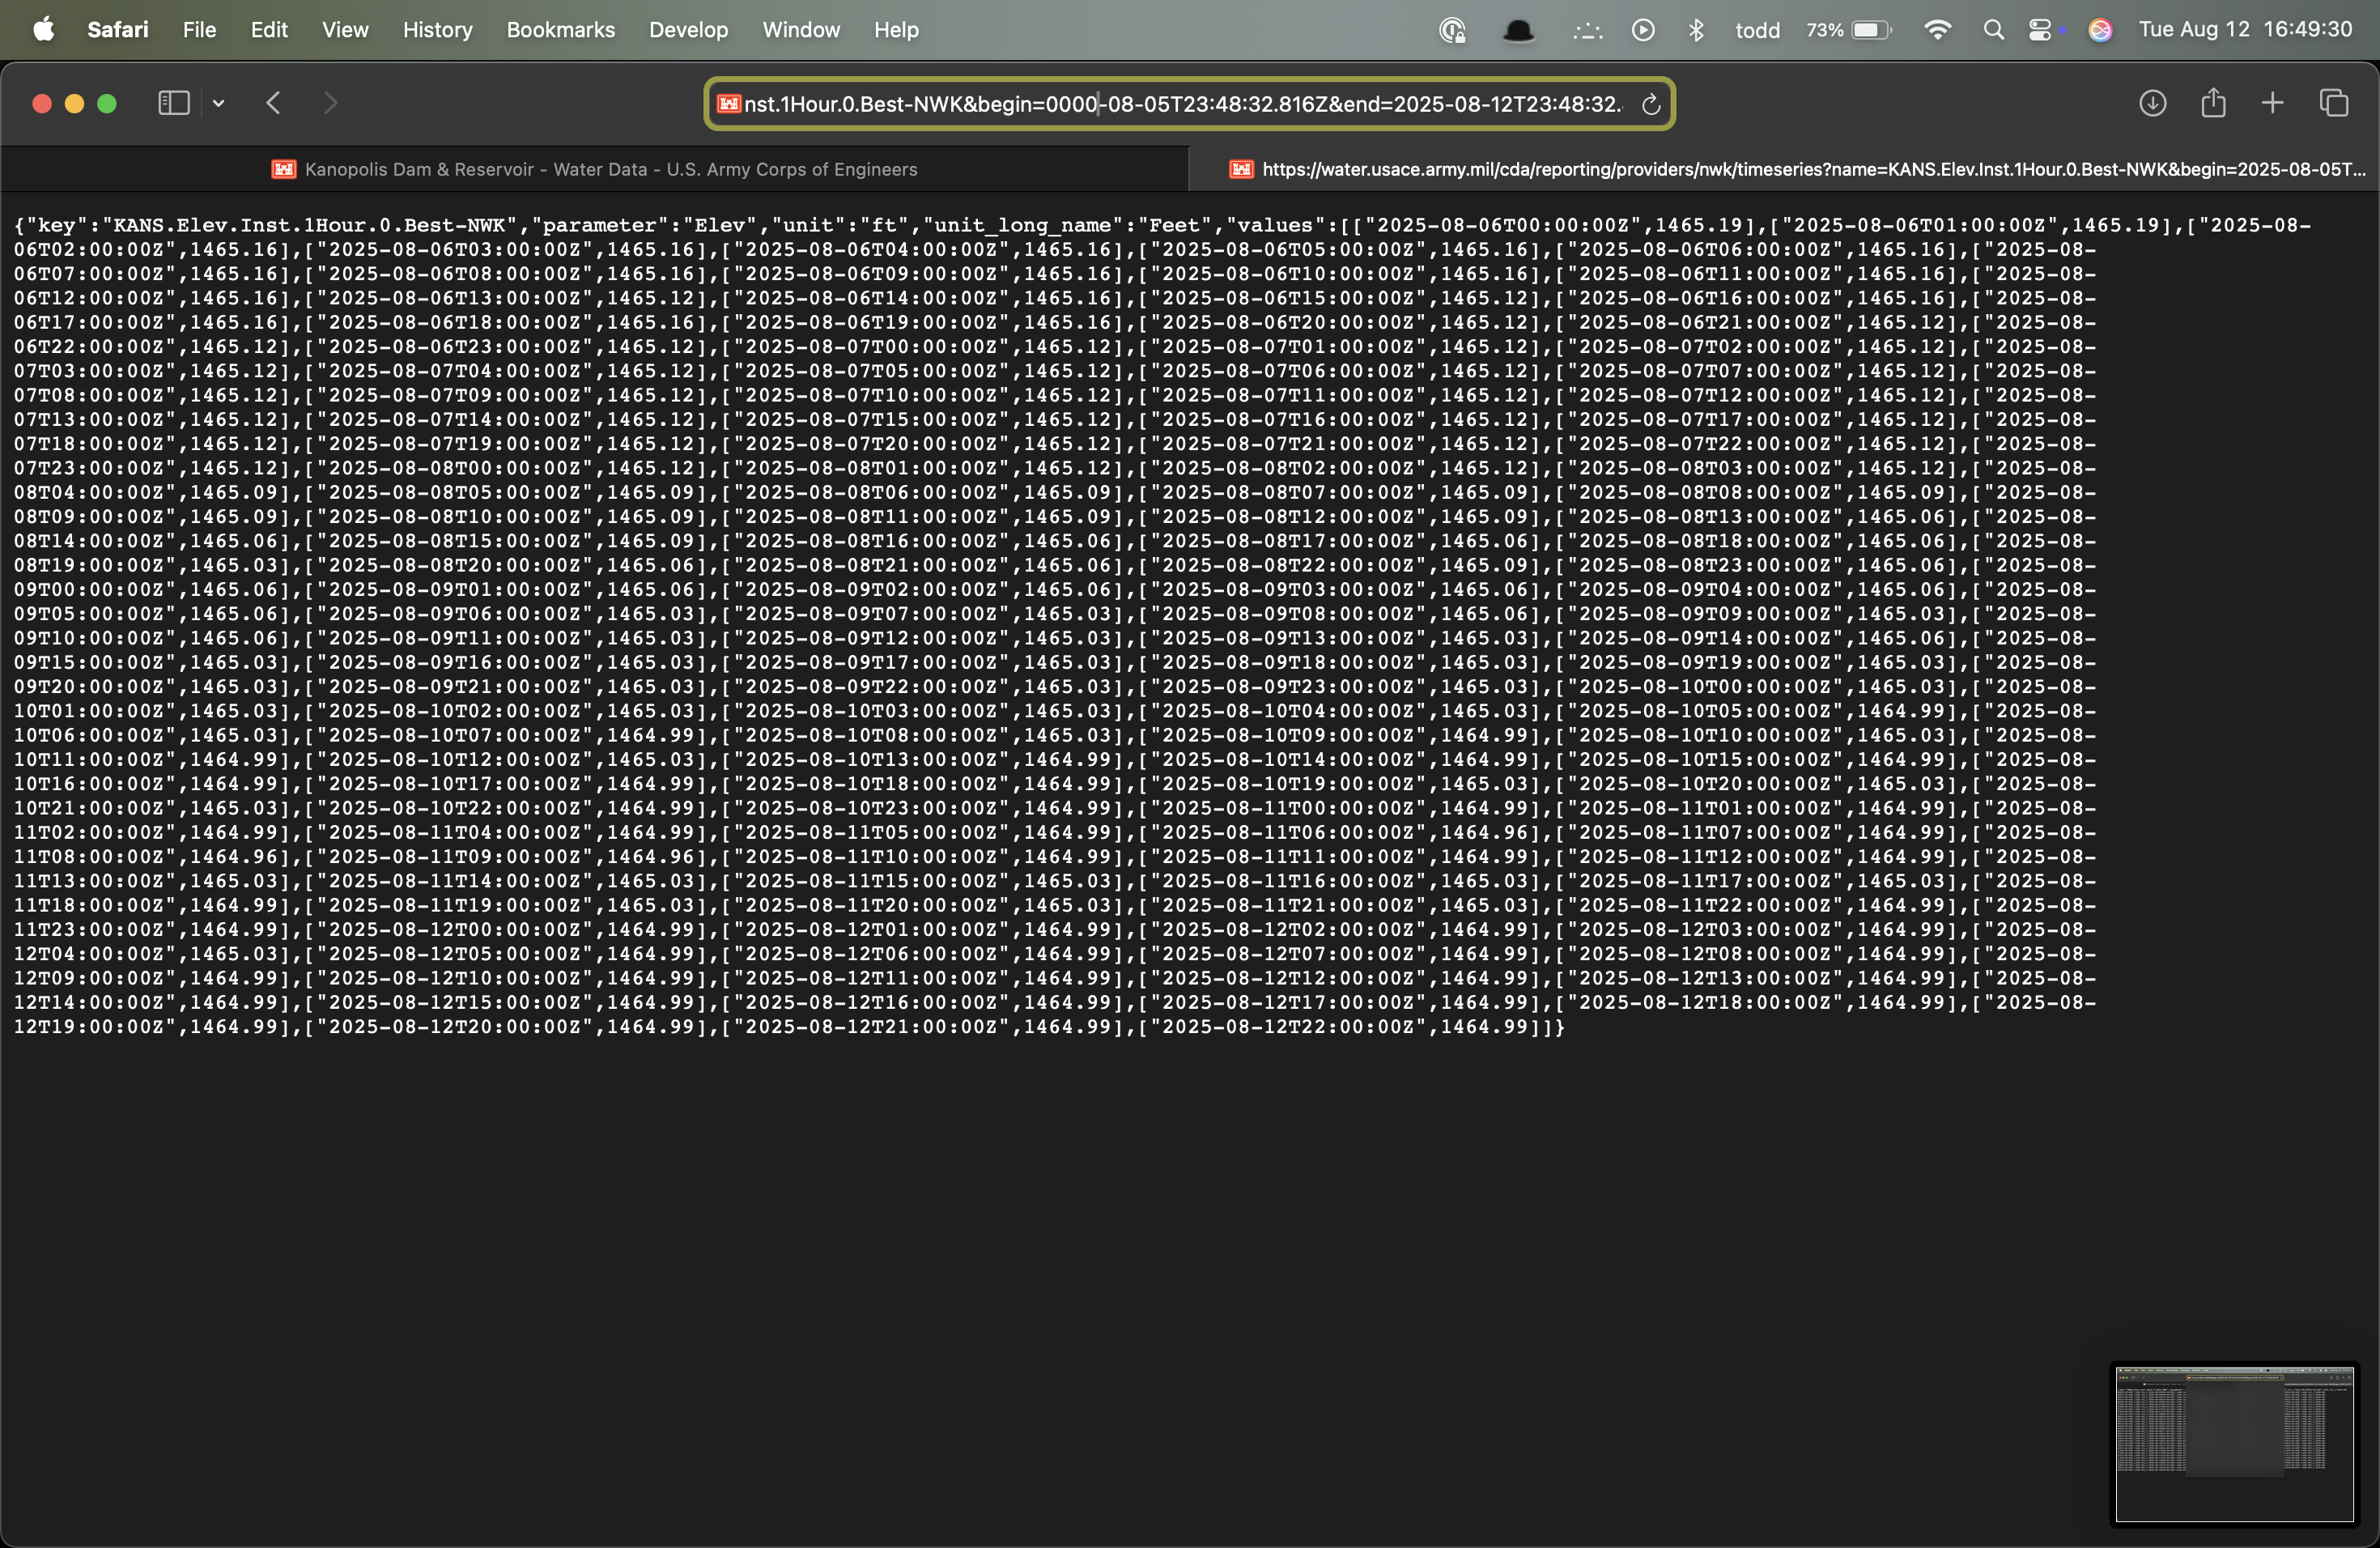 Safari File Edit View History Bookmarks Develop Window Help todd 73% Tue Aug 12 16:49:30
nst.1Hour.0.Best-NWK&begin=0000-08-05T23:48:32.816Z&end=2025-08-12T23:48:32.
Kanopolis Dam & Reservoir - Water Data - U.S. Army Corps of Engineers
https://water.usace.army.mil/cda/reporting/providers/nwk/timeseries?name=KANS.Elev.Inst.1Hour.0.Best-NWK&begin=2025-08-05T...
{"key":"KANS.Elev.Inst.1Hour.0.Best-NWK","parameter":"Elev","unit":"ft","unit_long_name":"Feet","values":[["2025-08-06T00:00:00Z",1465.19],["2025-08-06T01:00:00Z",1465.19],["2025-08-
06T02:00:00Z",1465.16],["2025-08-06T03:00:00Z",1465.16],["2025-08-06T04:00:00Z",1465.16],["2025-08-06T05:00:00Z",1465.16],["2025-08-06T06:00:00Z",1465.16],["2025-08-
06T07:00:00Z",1465.16],["2025-08-06T08:00:00Z",1465.16],["2025-08-06T09:00:00Z",1465.16],["2025-08-06T10:00:00Z",1465.16],["2025-08-06T11:00:00Z",1465.16],["2025-08-
06T12:00:00Z",1465.16],["2025-08-06T13:00:00Z",1465.12],["2025-08-06T14:00:00Z",1465.16],["2025-08-06T15:00:00Z",1465.12],["2025-08-06T16:00:00Z",1465.16],["2025-08-
06T17:00:00Z",1465.16],["2025-08-06T18:00:00Z",1465.16],["2025-08-06T19:00:00Z",1465.16],["2025-08-06T20:00:00Z",1465.12],["2025-08-06T21:00:00Z",1465.12],["2025-08-
06T22:00:00Z",1465.12],["2025-08-06T23:00:00Z",1465.12],["2025-08-07T00:00:00Z",1465.12],["2025-08-07T01:00:00Z",1465.12],["2025-08-07T02:00:00Z",1465.12],["2025-08-
07T03:00:00Z",1465.12],["2025-08-07T04:00:00Z",1465.12],["2025-08-07T05:00:00Z",1465.12],["2025-08-07T06:00:00Z",1465.12],["2025-08-07T07:00:00Z",1465.12],["2025-08-
07T08:00:00Z",1465.12],["2025-08-07T09:00:00Z",1465.12],["2025-08-07T10:00:00Z",1465.12],["2025-08-07T11:00:00Z",1465.12],["2025-08-07T12:00:00Z",1465.12],["2025-08-
07T13:00:00Z",1465.12],["2025-08-07T14:00:00Z",1465.12],["2025-08-07T15:00:00Z",1465.12],["2025-08-07T16:00:00Z",1465.12],["2025-08-07T17:00:00Z",1465.12],["2025-08-
07T18:00:00Z",1465.12],["2025-08-07T19:00:00Z",1465.12],["2025-08-07T20:00:00Z",1465.12],["2025-08-07T21:00:00Z",1465.12],["2025-08-07T22:00:00Z",1465.12],["2025-08-
07T23:00:00Z",1465.12],["2025-08-08T00:00:00Z",1465.12],["2025-08-08T01:00:00Z",1465.12],["2025-08-08T02:00:00Z",1465.12],["2025-08-08T03:00:00Z",1465.12],["2025-08-
08T04:00:00Z",1465.09],["2025-08-08T05:00:00Z",1465.09],["2025-08-08T06:00:00Z",1465.09],["2025-08-08T07:00:00Z",1465.09],["2025-08-08T08:00:00Z",1465.09],["2025-08-
08T09:00:00Z",1465.09],["2025-08-08T10:00:00Z",1465.09],["2025-08-08T11:00:00Z",1465.09],["2025-08-08T12:00:00Z",1465.09],["2025-08-08T13:00:00Z",1465.06],["2025-08-
08T14:00:00Z",1465.06],["2025-08-08T15:00:00Z",1465.09],["2025-08-08T16:00:00Z",1465.06],["2025-08-08T17:00:00Z",1465.06],["2025-08-08T18:00:00Z",1465.06],["2025-08-
08T19:00:00Z",1465.03],["2025-08-08T20:00:00Z",1465.06],["2025-08-08T21:00:00Z",1465.06],["2025-08-08T22:00:00Z",1465.09],["2025-08-08T23:00:00Z",1465.06],["2025-08-
09T00:00:00Z",1465.06],["2025-08-09T01:00:00Z",1465.06],["2025-08-09T02:00:00Z",1465.06],["2025-08-09T03:00:00Z",1465.06],["2025-08-09T04:00:00Z",1465.06],["2025-08-
09T05:00:00Z",1465.06],["2025-08-09T06:00:00Z",1465.03],["2025-08-09T07:00:00Z",1465.03],["2025-08-09T08:00:00Z",1465.06],["2025-08-09T09:00:00Z",1465.03],["2025-08-
09T10:00:00Z",1465.06],["2025-08-09T11:00:00Z",1465.03],["2025-08-09T12:00:00Z",1465.03],["2025-08-09T13:00:00Z",1465.03],["2025-08-09T14:00:00Z",1465.06],["2025-08-
09T15:00:00Z",1465.03],["2025-08-09T16:00:00Z",1465.03],["2025-08-09T17:00:00Z",1465.03],["2025-08-09T18:00:00Z",1465.03],["2025-08-09T19:00:00Z",1465.03],["2025-08-
09T20:00:00Z",1465.03],["2025-08-09T21:00:00Z",1465.03],["2025-08-09T22:00:00Z",1465.03],["2025-08-09T23:00:00Z",1465.03],["2025-08-10T00:00:00Z",1465.03],["2025-08-
10T01:00:00Z",1465.03],["2025-08-10T02:00:00Z",1465.03],["2025-08-10T03:00:00Z",1465.03],["2025-08-10T04:00:00Z",1465.03],["2025-08-10T05:00:00Z",1464.99],["2025-08-
10T06:00:00Z",1465.03],["2025-08-10T07:00:00Z",1464.99],["2025-08-10T08:00:00Z",1465.03],["2025-08-10T09:00:00Z",1464.99],["2025-08-10T10:00:00Z",1465.03],["2025-08-
10T11:00:00Z",1464.99],["2025-08-10T12:00:00Z",1465.03],["2025-08-10T13:00:00Z",1464.99],["2025-08-10T14:00:00Z",1464.99],["2025-08-10T15:00:00Z",1464.99],["2025-08-
10T16:00:00Z",1464.99],["2025-08-10T17:00:00Z",1464.99],["2025-08-10T18:00:00Z",1464.99],["2025-08-10T19:00:00Z",1465.03],["2025-08-10T20:00:00Z",1465.03],["2025-08-
10T21:00:00Z",1465.03],["2025-08-10T22:00:00Z",1464.99],["2025-08-10T23:00:00Z",1464.99],["2025-08-11T00:00:00Z",1464.99],["2025-08-11T01:00:00Z",1464.99],["2025-08-
11T02:00:00Z",1464.99],["2025-08-11T04:00:00Z",1464.99],["2025-08-11T05:00:00Z",1464.99],["2025-08-11T06:00:00Z",1464.96],["2025-08-11T07:00:00Z",1464.99],["2025-08-
11T08:00:00Z",1464.96],["2025-08-11T09:00:00Z",1464.96],["2025-08-11T10:00:00Z",1464.99],["2025-08-11T11:00:00Z",1464.99],["2025-08-11T12:00:00Z",1464.99],["2025-08-
11T13:00:00Z",1465.03],["2025-08-11T14:00:00Z",1465.03],["2025-08-11T15:00:00Z",1465.03],["2025-08-11T16:00:00Z",1465.03],["2025-08-11T17:00:00Z",1465.03],["2025-08-
11T18:00:00Z",1464.99],["2025-08-11T19:00:00Z",1465.03],["2025-08-11T20:00:00Z",1465.03],["2025-08-11T21:00:00Z",1465.03],["2025-08-11T22:00:00Z",1464.99],["2025-08-
11T23:00:00Z",1464.99],["2025-08-12T00:00:00Z",1464.99],["2025-08-12T01:00:00Z",1464.99],["2025-08-12T02:00:00Z",1464.99],["2025-08-12T03:00:00Z",1464.99],["2025-08-
12T04:00:00Z",1465.03],["2025-08-12T05:00:00Z",1464.99],["2025-08-12T06:00:00Z",1464.99],["2025-08-12T07:00:00Z",1464.99],["2025-08-12T08:00:00Z",1464.99],["2025-08-
12T09:00:00Z",1464.99],["2025-08-12T10:00:00Z",1464.99],["2025-08-12T11:00:00Z",1464.99],["2025-08-12T12:00:00Z",1464.99],["2025-08-12T13:00:00Z",1464.99],["2025-08-
12T14:00:00Z",1464.99],["2025-08-12T15:00:00Z",1464.99],["2025-08-12T16:00:00Z",1464.99],["2025-08-12T17:00:00Z",1464.99],["2025-08-12T18:00:00Z",1464.99],["2025-08-
12T19:00:00Z",1464.99],["2025-08-12T20:00:00Z",1464.99],["2025-08-12T21:00:00Z",1464.99],["2025-08-12T22:00:00Z",1464.99]]}